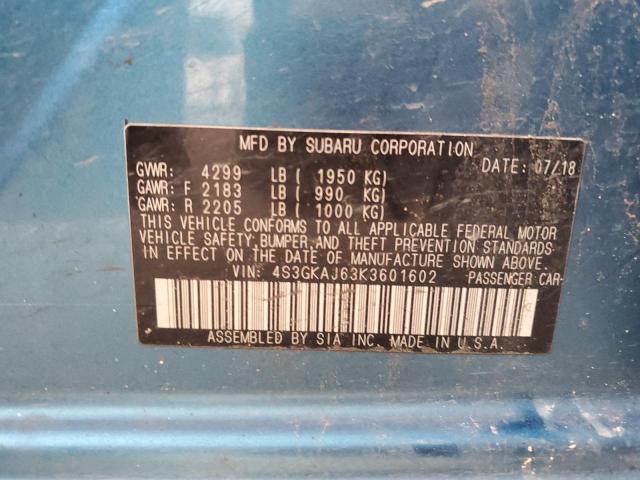 MFD BY SUBARU CORPORATION
DATE: 07/18
GVWR: 4299 LB ( 1950 KG)
GAWR: F 2183 LB ( 990 KG)
GAWR: R 2205 LB ( 1000 KG)
THIS VEHICLE CONFORMS TO ALL APPLICABLE FEDERAL MOTOR
VEHICLE SAFETY, BUMPER, AND THEFT PREVENTION STANDARDS
IN EFFECT ON THE DATE OF MANUFACTURE SHOWN ABOVE.
VIN: 4S3GKAJ63K3601602 PASSENGER CAR
ASSEMBLED BY SIA INC. MADE IN U.S.A.